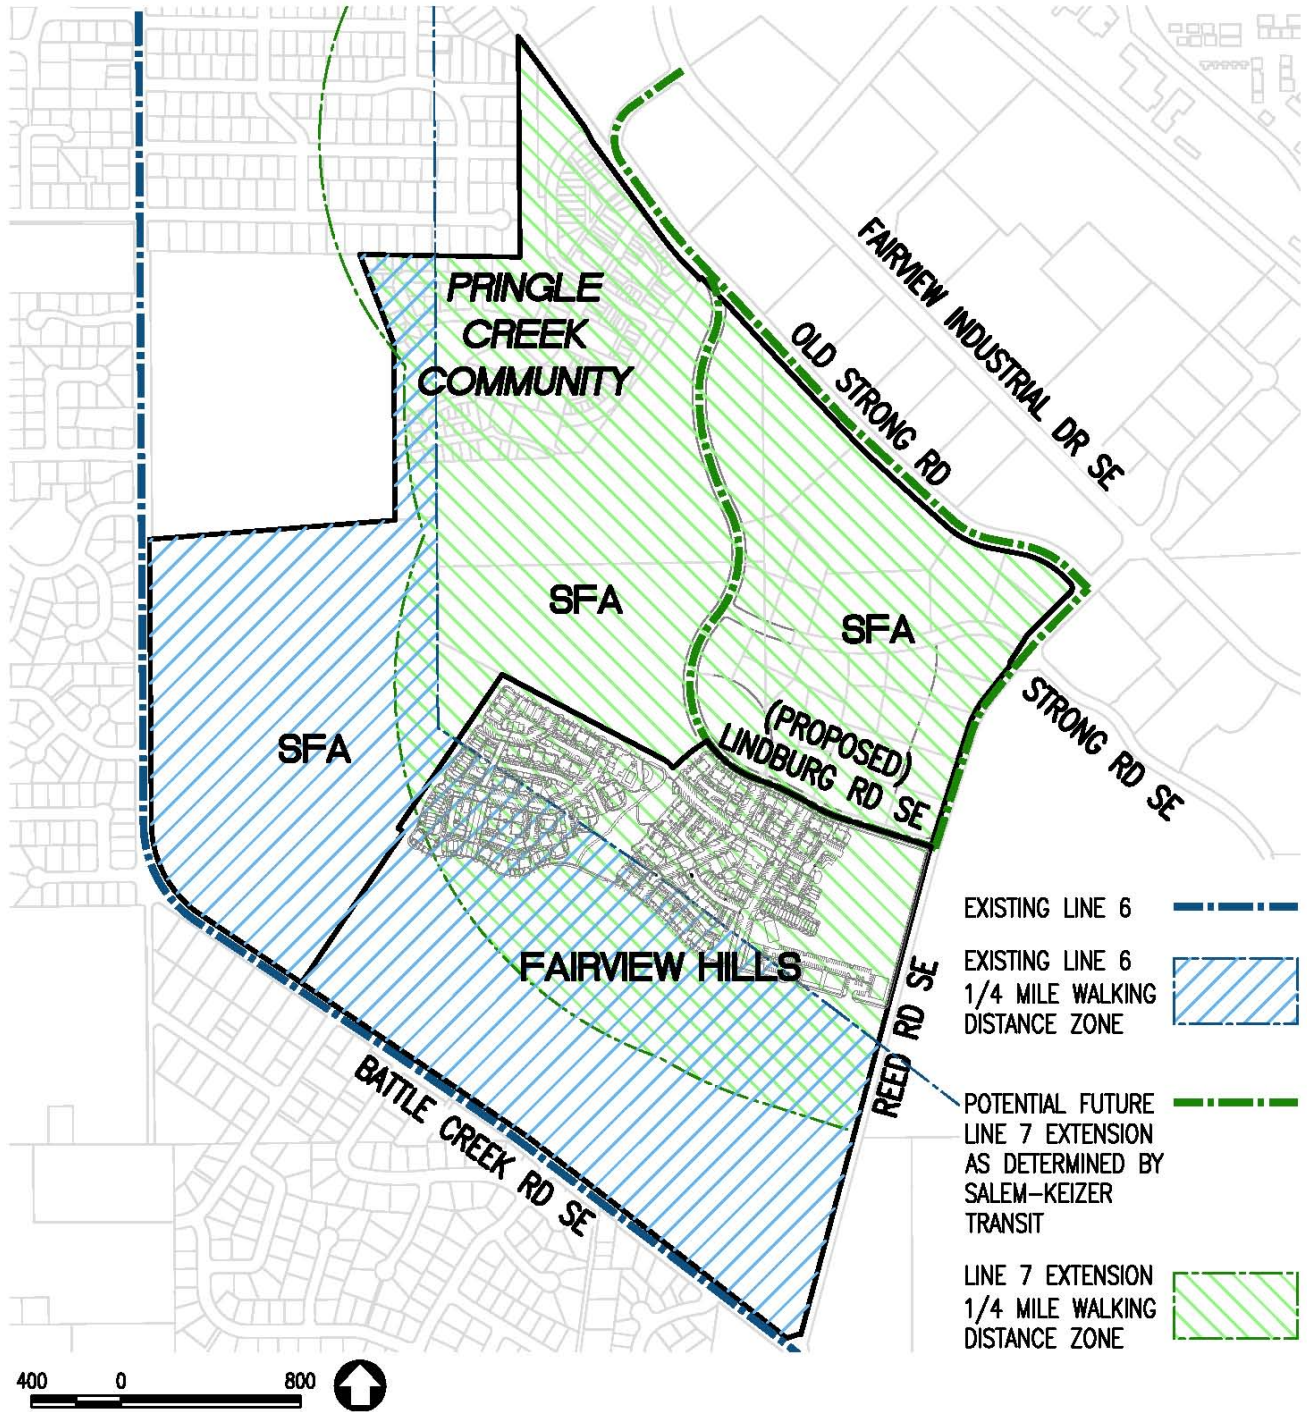 PRINGLE
CREEK
COMMUNITY
FAIRVIEW INDUSTRIAL DR SE
OLD STRONG RD
SFA
SFA
SFA
(PROPOSED)
LINDBURG RD SE
STRONG RD SE
FAIRVIEW HILLS
REED RD SE
BATTLE CREEK RD SE
EXISTING LINE 6
EXISTING LINE 6
1/4 MILE WALKING
DISTANCE ZONE
POTENTIAL FUTURE
LINE 7 EXTENSION
AS DETERMINED BY
SALEM-KEIZER
TRANSIT
LINE 7 EXTENSION
1/4 MILE WALKING
DISTANCE ZONE
400 0 800